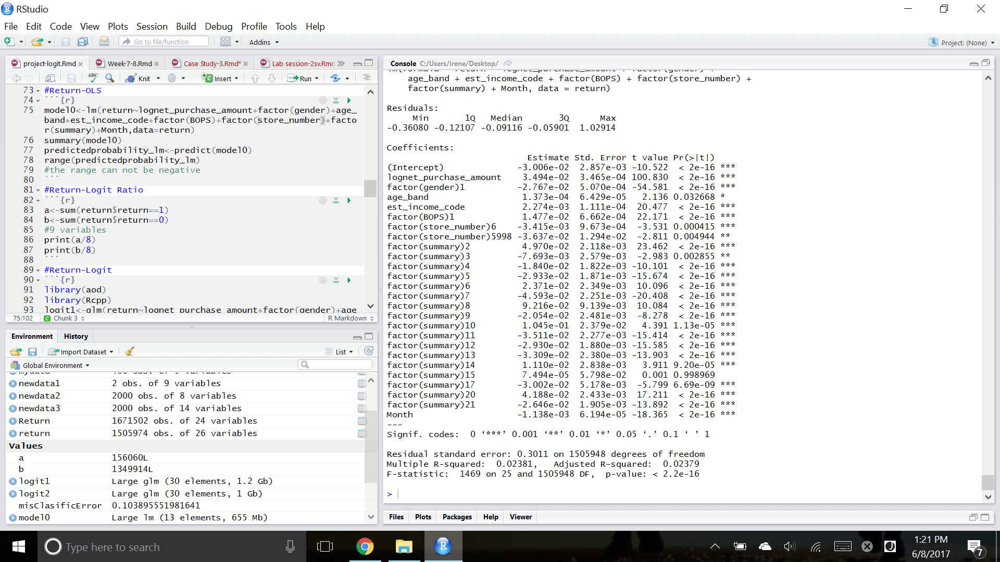 RStudio
File Edit Code View Plots Session Build Debug Profile Tools Help
Go to file/function Addins Project: (None)
project-logit.Rmd Week-7-8.Rmd Case Study-3.Rmd* Lab session-2sv.Rmd
ABC Knit Insert Run
73 #Return-OLS
74 ```{r}
75 model0<-lm(return~lognet_purchase_amount+factor(gender)+age_
band+est_income_code+factor(BOPS)+factor(store_number)+facto
r(summary)+Month,data=return)
76 summary(model0)
77 predictedprobability_lm<-predict(model0)
78 range(predictedprobability_lm)
79 #the range can not be negative
80 ```
81 #Return-Logit Ratio
82 ```{r}
83 a<-sum(return$return==1)
84 b<-sum(return$return==0)
85 #9 variables
86 print(a/8)
87 print(b/8)
88 ```
89 #Return-Logit
90 ```{r}
91 library(aod)
92 library(Rcpp)
93 logit1<-glm(return~lognet_purchase_amount+factor(gender)+age
75:102 C Chunk 3 R Markdown
Environment History
Import Dataset List
Global Environment
mydata 400 obs. of 9 variables
newdata1 2 obs. of 9 variables
newdata2 2000 obs. of 8 variables
newdata3 2000 obs. of 14 variables
Return 1671502 obs. of 24 variables
return 1505974 obs. of 26 variables
Values
a 156060L
b 1349914L
logit1 Large glm (30 elements, 1.2 Gb)
logit2 Large glm (30 elements, 1 Gb)
misClasificError 0.103895551981641
model0 Large lm (13 elements, 655 Mb)
Console C:/Users/irene/Desktop/
lm(formula = return ~ lognet_purchase_amount + factor(gender) +
age_band + est_income_code + factor(BOPS) + factor(store_number) +
factor(summary) + Month, data = return)
Residuals:
Min 1Q Median 3Q Max
-0.36080 -0.12107 -0.09116 -0.05901 1.02914
Coefficients:
Estimate Std. Error t value Pr(>|t|)
(Intercept) -3.006e-02 2.857e-03 -10.522 < 2e-16 ***
lognet_purchase_amount 3.494e-02 3.465e-04 100.830 < 2e-16 ***
factor(gender)1 -2.767e-02 5.070e-04 -54.581 < 2e-16 ***
age_band 1.373e-04 6.429e-05 2.136 0.032668 *
est_income_code 2.274e-03 1.111e-04 20.477 < 2e-16 ***
factor(BOPS)1 1.477e-02 6.662e-04 22.171 < 2e-16 ***
factor(store_number)6 -3.415e-03 9.673e-04 -3.531 0.000415 ***
factor(store_number)5998 -3.637e-02 1.294e-02 -2.811 0.004944 **
factor(summary)2 4.970e-02 2.118e-03 23.462 < 2e-16 ***
factor(summary)3 -7.693e-03 2.579e-03 -2.983 0.002855 **
factor(summary)4 -1.840e-02 1.822e-03 -10.101 < 2e-16 ***
factor(summary)5 -2.933e-02 1.871e-03 -15.674 < 2e-16 ***
factor(summary)6 2.371e-02 2.349e-03 10.096 < 2e-16 ***
factor(summary)7 -4.593e-02 2.251e-03 -20.408 < 2e-16 ***
factor(summary)8 9.216e-02 9.139e-03 10.084 < 2e-16 ***
factor(summary)9 -2.054e-02 2.481e-03 -8.278 < 2e-16 ***
factor(summary)10 1.045e-01 2.379e-02 4.391 1.13e-05 ***
factor(summary)11 -3.511e-02 2.277e-03 -15.414 < 2e-16 ***
factor(summary)12 -2.930e-02 1.880e-03 -15.585 < 2e-16 ***
factor(summary)13 -3.309e-02 2.380e-03 -13.903 < 2e-16 ***
factor(summary)14 1.110e-02 2.838e-03 3.911 9.20e-05 ***
factor(summary)15 7.494e-05 5.798e-02 0.001 0.998969
factor(summary)17 -3.002e-02 5.178e-03 -5.799 6.69e-09 ***
factor(summary)20 4.188e-02 2.433e-03 17.211 < 2e-16 ***
factor(summary)21 -2.646e-02 1.905e-03 -13.892 < 2e-16 ***
Month -1.138e-03 6.194e-05 -18.365 < 2e-16 ***
---
Signif. codes: 0 ‘***’ 0.001 ‘**’ 0.01 ‘*’ 0.05 ‘.’ 0.1 ‘ ’ 1
Residual standard error: 0.3011 on 1505948 degrees of freedom
Multiple R-squared: 0.02381, Adjusted R-squared: 0.02379
F-statistic: 1469 on 25 and 1505948 DF, p-value: < 2.2e-16
>
Files Plots Packages Help Viewer
Type here to search
1:21 PM
6/8/2017
7